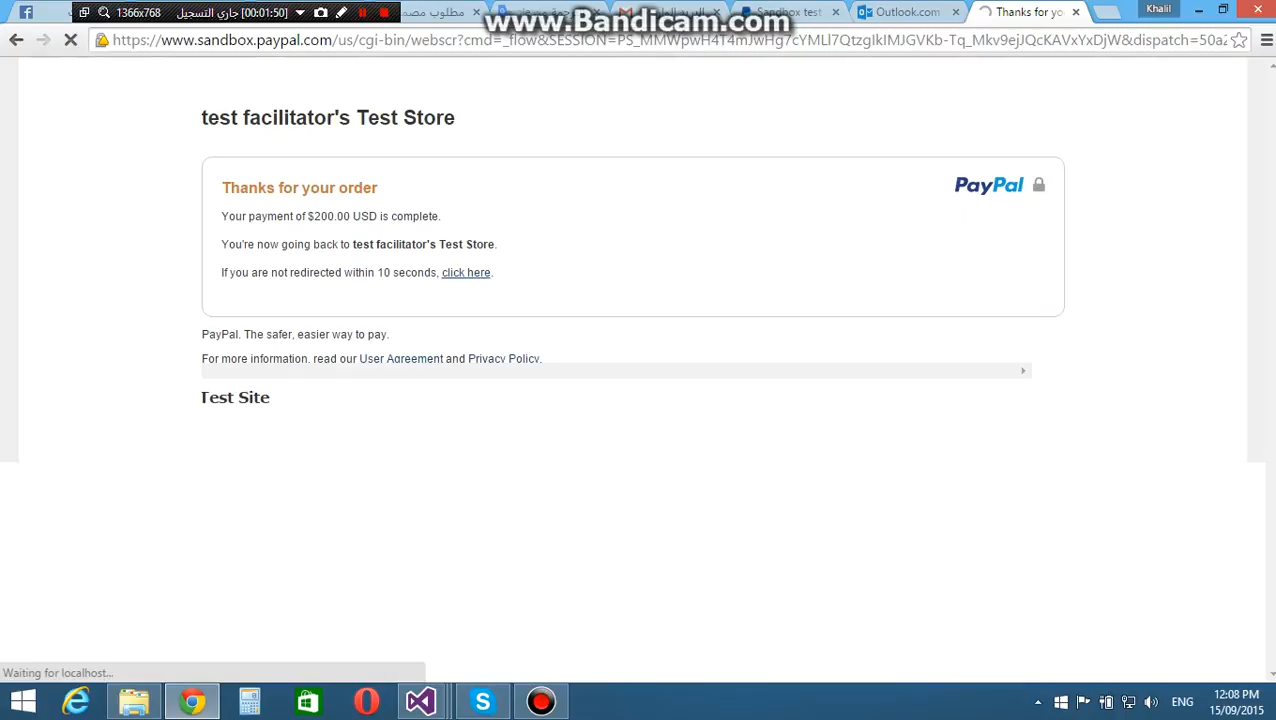 1366x768 جاري التسجيل (00:01:50)
مطلوب مصم
www.Bandicam.com
Sandbox test
Outlook.com
Thanks for yo
Khalil
https://www.sandbox.paypal.com/us/cgi-bin/webscr?cmd=_flow&SESSION=
&dispatch=50a
test facilitator's Test Store
Thanks for your order
PayPal
Your payment of $200.00 USD is complete.
You're now going back to test facilitator's Test Store.
If you are not redirected within 10 seconds, click here.
PayPal. The safer, easier way to pay.
For more information, read our User Agreement and Privacy Policy.
Test Site
Waiting for localhost...
ENG
12:08 PM
15/09/2015